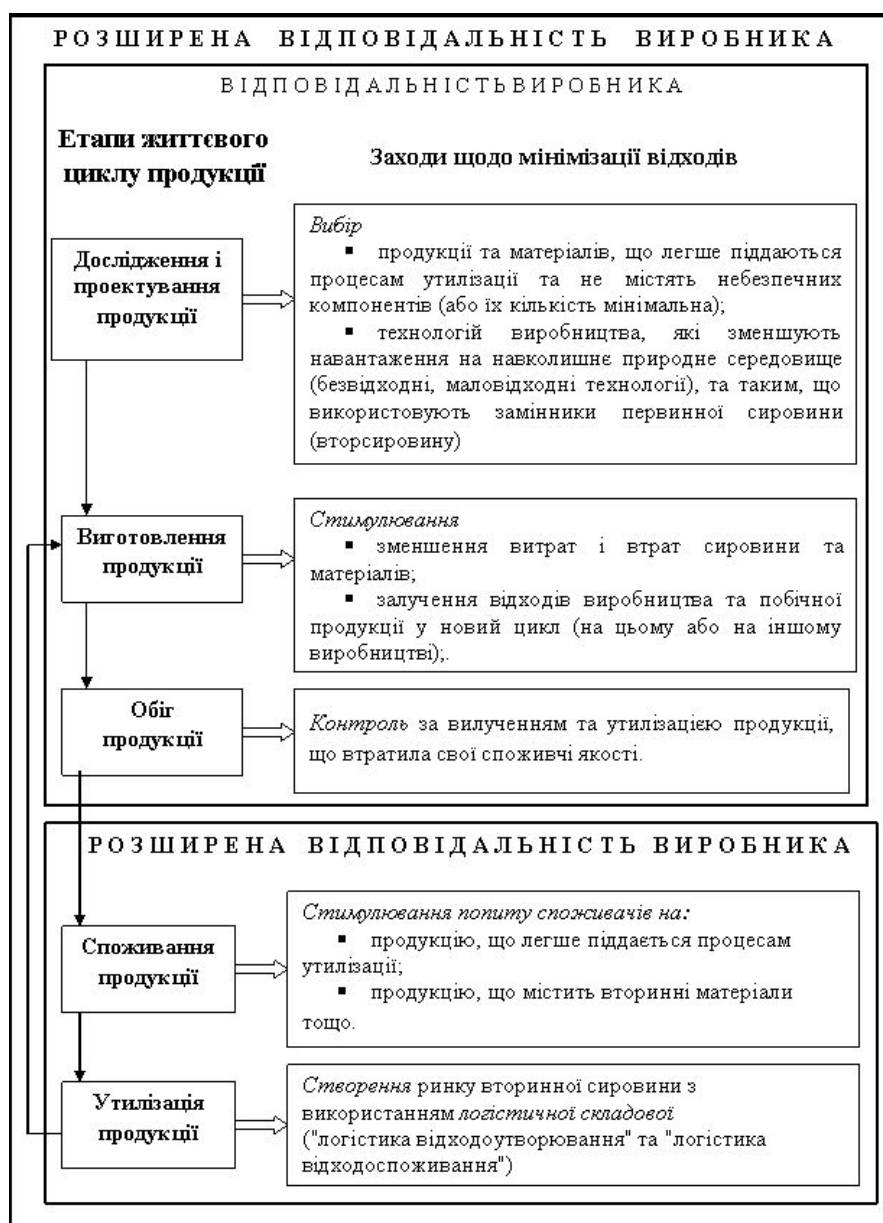 РОЗШИРЕНА ВІДПОВІДАЛЬНІСТЬ ВИРОБНИКА
ВІДПОВІДАЛЬНІСТЬ ВИРОБНИКА
Етапи життєвого
циклу продукції
Заходи щодо мінімізації відходів
Дослідження і
проектування
продукції
Вибір
▪ продукції та матеріалів, що легше піддаються
процесам утилізації та не містять небезпечних
компонентів (або їх кількість мінімальна);
▪ технологій виробництва, які зменшують
навантаження на навколишнє природне середовище
(безвідходні, маловідходні технології), та таким, що
використовують замінники первинної сировини
(вторсировину)
Виготовлення
продукції
Стимулювання
▪ зменшення витрат і втрат сировини та
матеріалів;
▪ залучення відходів виробництва та побічної
продукції у новий цикл (на цьому або на іншому
виробництві);.
Обіг
продукції
Контроль за вилученням та утилізацією продукції,
що втратила свої споживчі якості.
РОЗШИРЕНА ВІДПОВІДАЛЬНІСТЬ ВИРОБНИКА
Споживання
продукції
Стимулювання попиту споживачів на:
▪ продукцію, що легше піддається процесам
утилізації;
▪ продукцію, що містить вторинні матеріали
тощо.
Утилізація
продукції
Створення ринку вторинної сировини з
використанням логістичної складової
("логістика відходоутворювання" та "логістика
відходоспоживання")